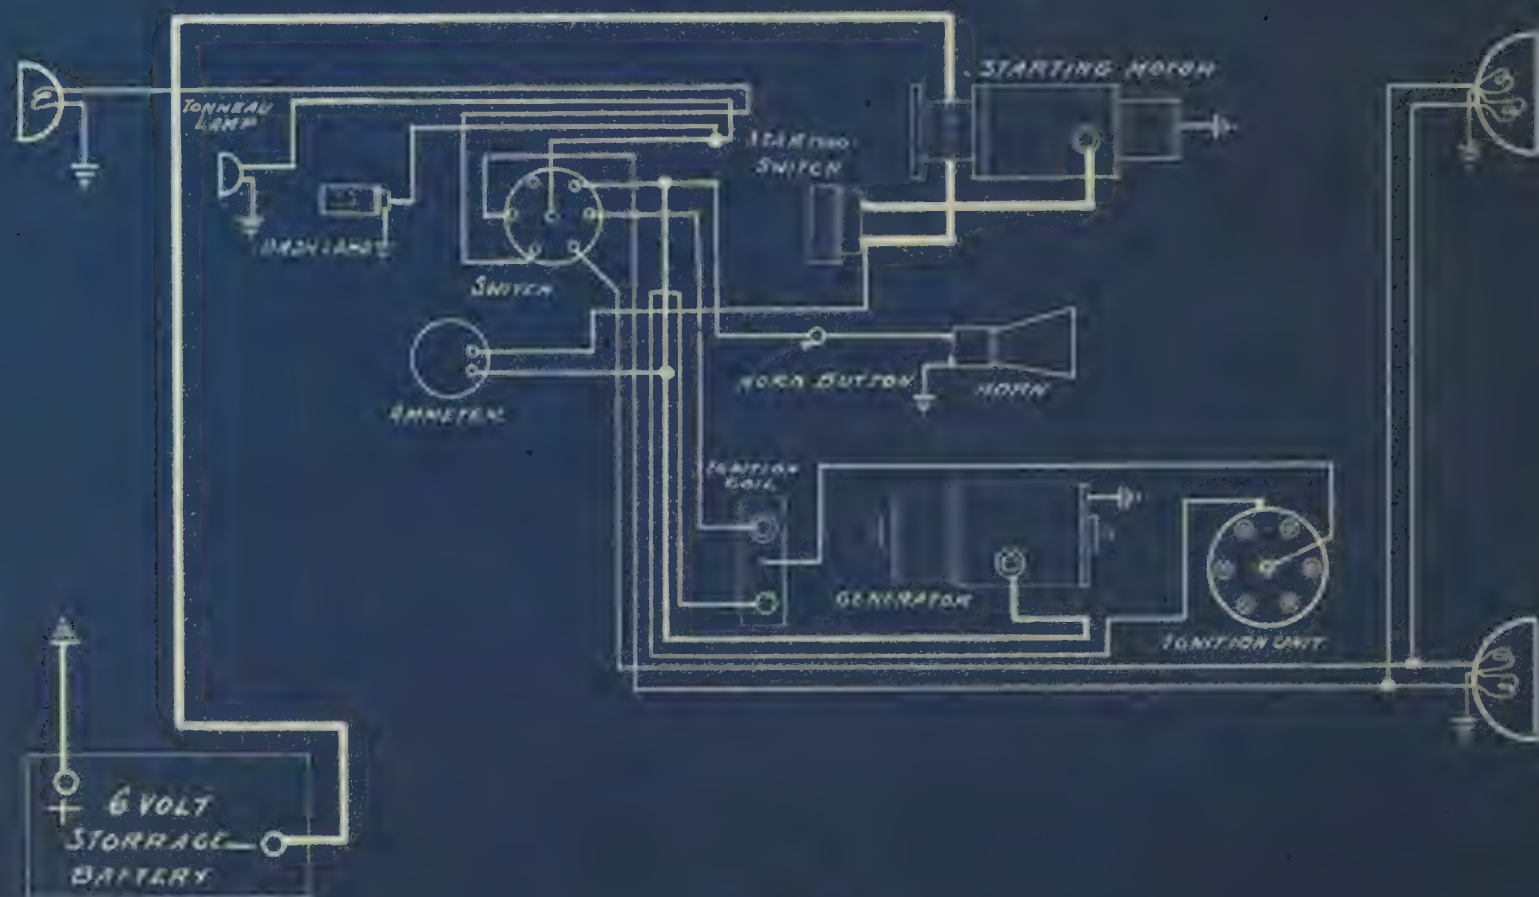 STARTING MOTOR
TONNEAU
LAMP
STARTING
SWITCH
DASH LAMP
SWITCH
AMMETER
HORN BUTTON
HORN
IGNITION
COIL
GENERATOR
IGNITION UNIT
+ 6 VOLT
STORRAGE –
BATTERY